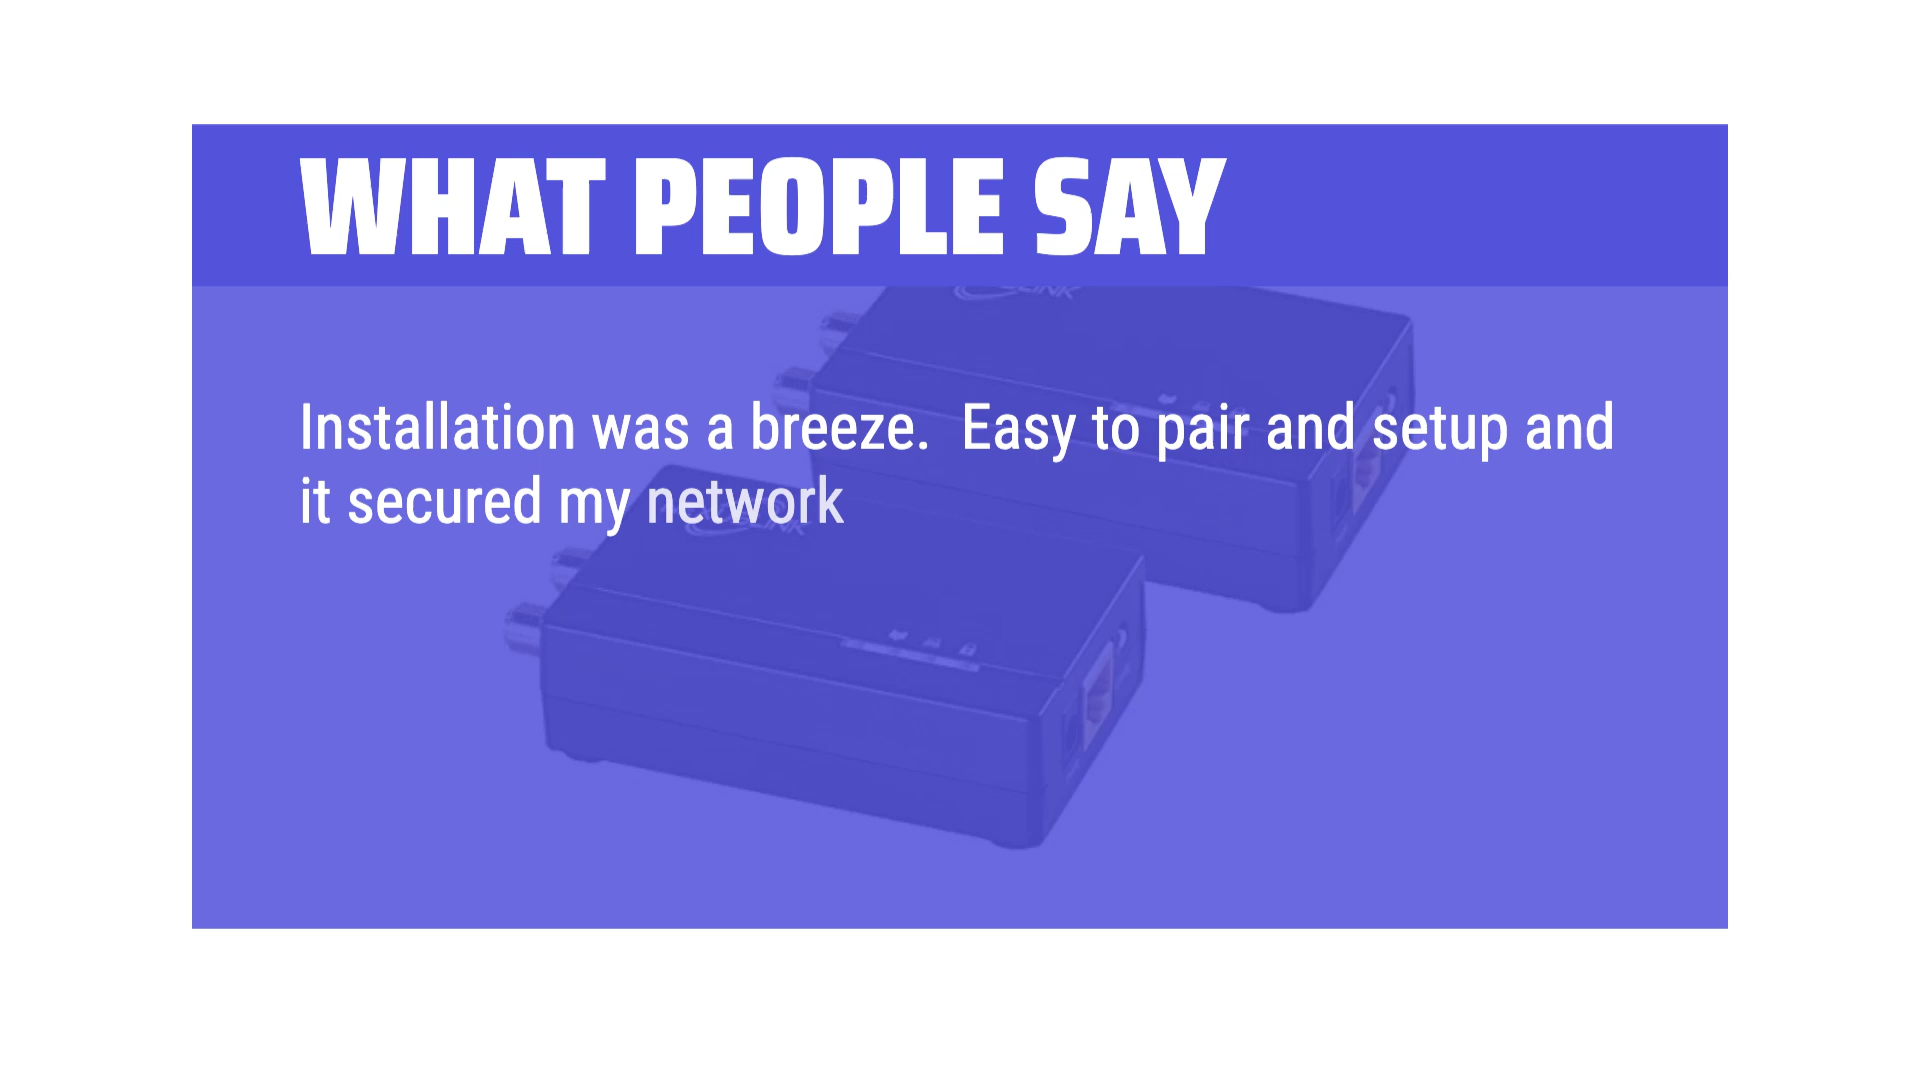 WHAT PEOPLE SAY
Installation was a breeze.  Easy to pair and setup and
it secured my network